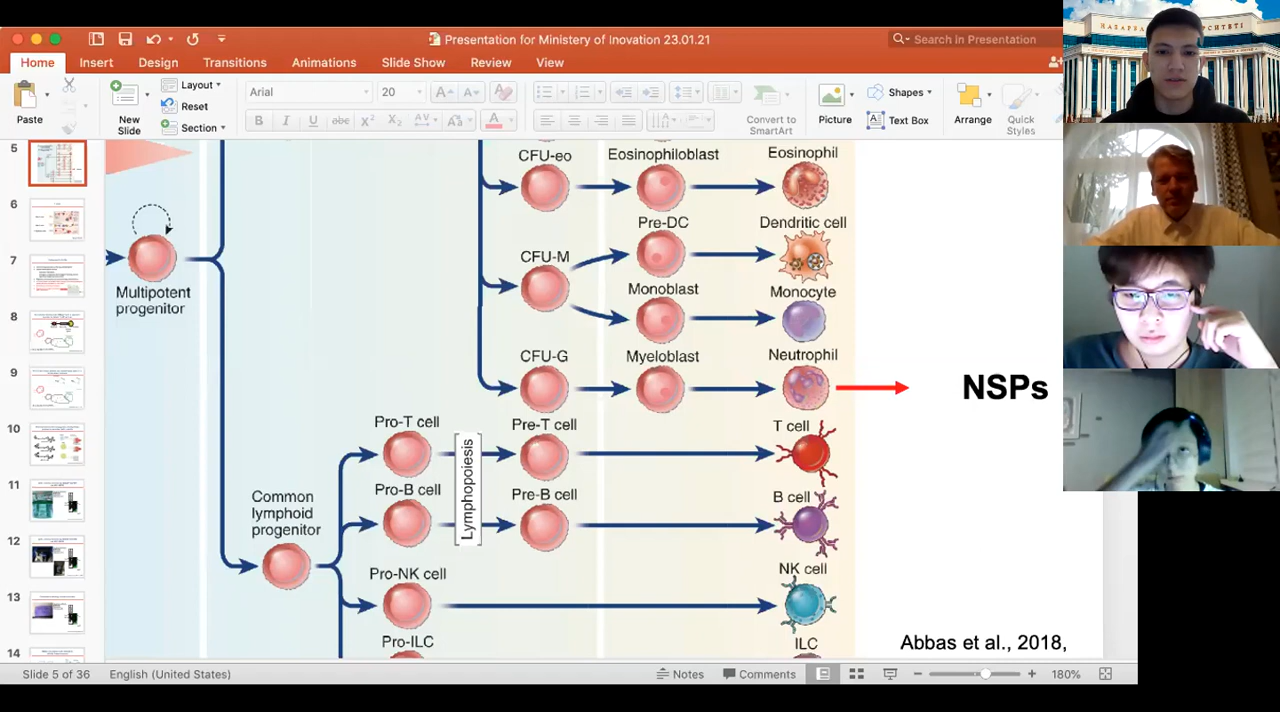 Presentation for Ministery of Inovation 23.01.21
Search in Presentation
Home
Insert
Design
Transitions
Animations
Slide Show
Review
View
Paste
New
Slide
Layout
Reset
Section
Arial
20
B
I
U
abc
X²
X₂
AV
Aa
A
Convert to
SmartArt
Picture
Shapes
Text Box
Arrange
Quick
Styles
5
6
7
8
9
10
11
12
13
14
CFU-eo
Eosinophiloblast
Eosinophil
Pre-DC
Dendritic cell
CFU-M
Monoblast
Monocyte
Multipotent
progenitor
CFU-G
Myeloblast
Neutrophil
NSPs
Pro-T cell
Pre-T cell
T cell
Lymphopoiesis
Pro-B cell
Pre-B cell
B cell
Common
lymphoid
progenitor
Pro-NK cell
NK cell
Pro-ILC
ILC
Abbas et al., 2018,
Slide 5 of 36
English (United States)
Notes
Comments
180%